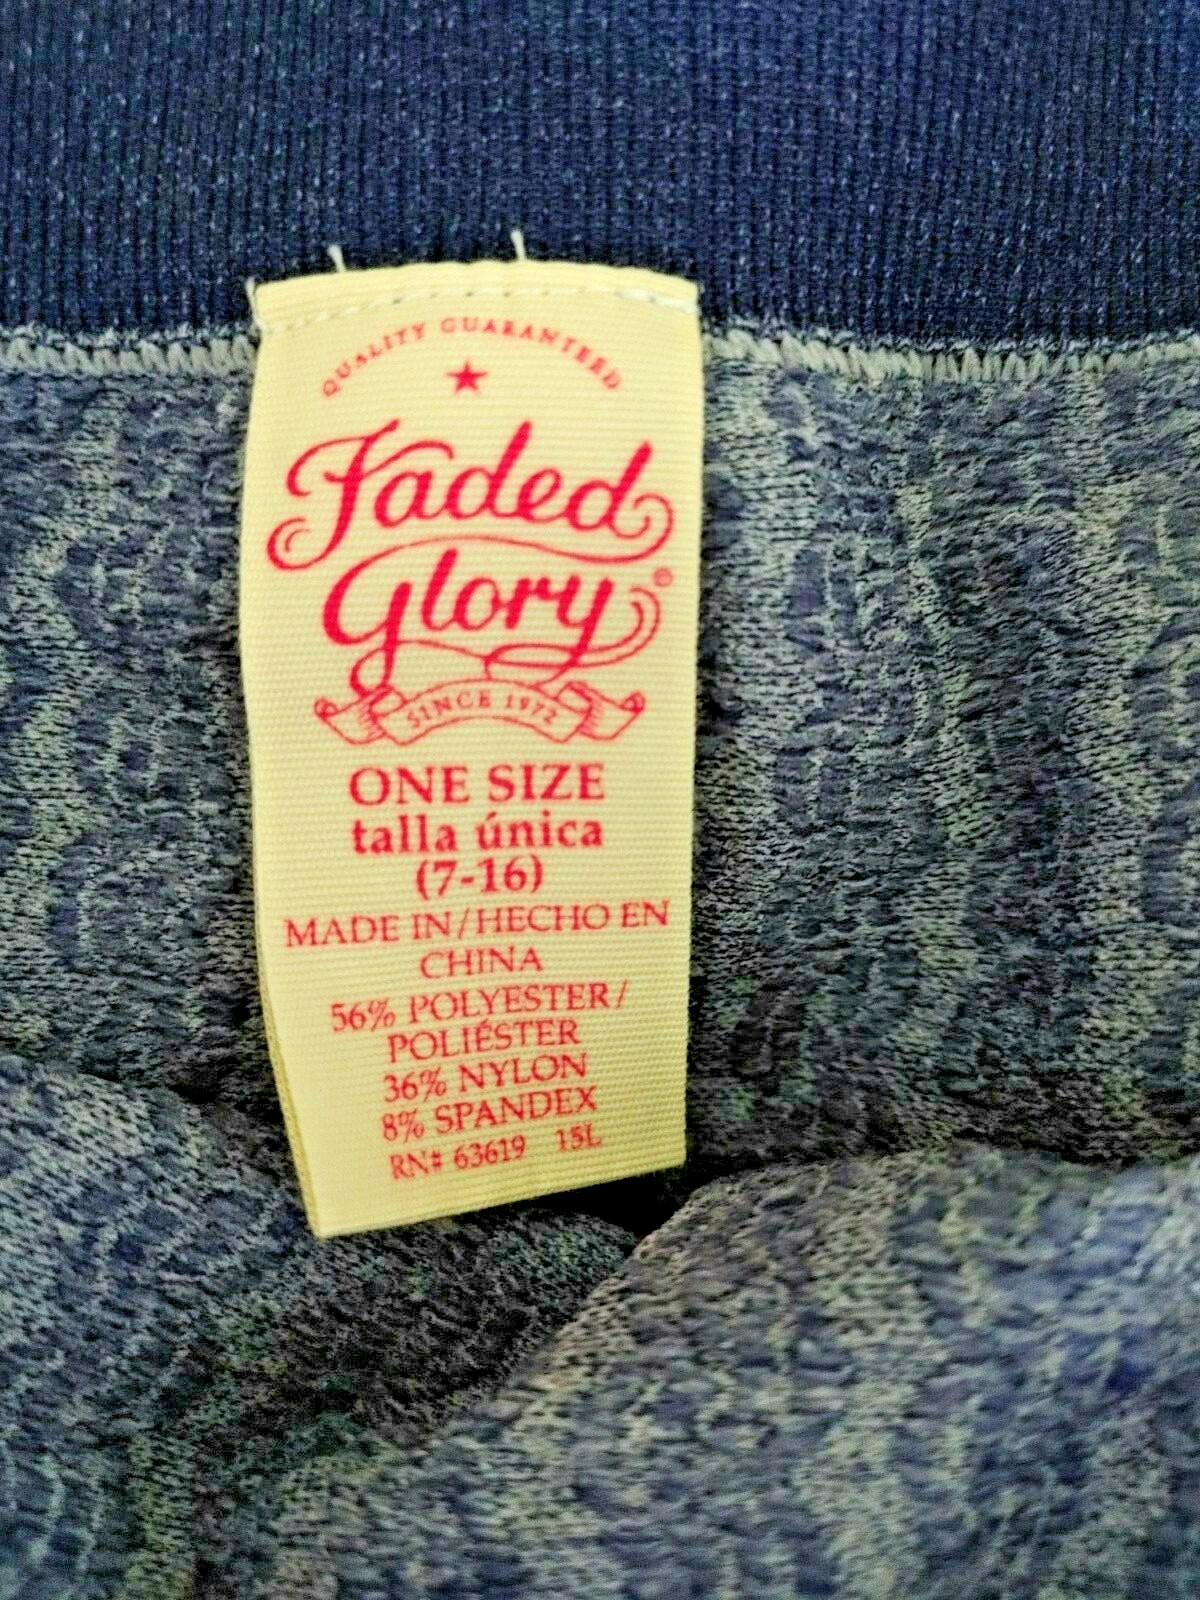 QUALITY GUARANTEED
Faded
Glory®
SINCE 1972
ONE SIZE
talla única
(7-16)
MADE IN/HECHO EN
CHINA
56% POLYESTER/
POLIÉSTER
36% NYLON
8% SPANDEX
RN# 63619 15L